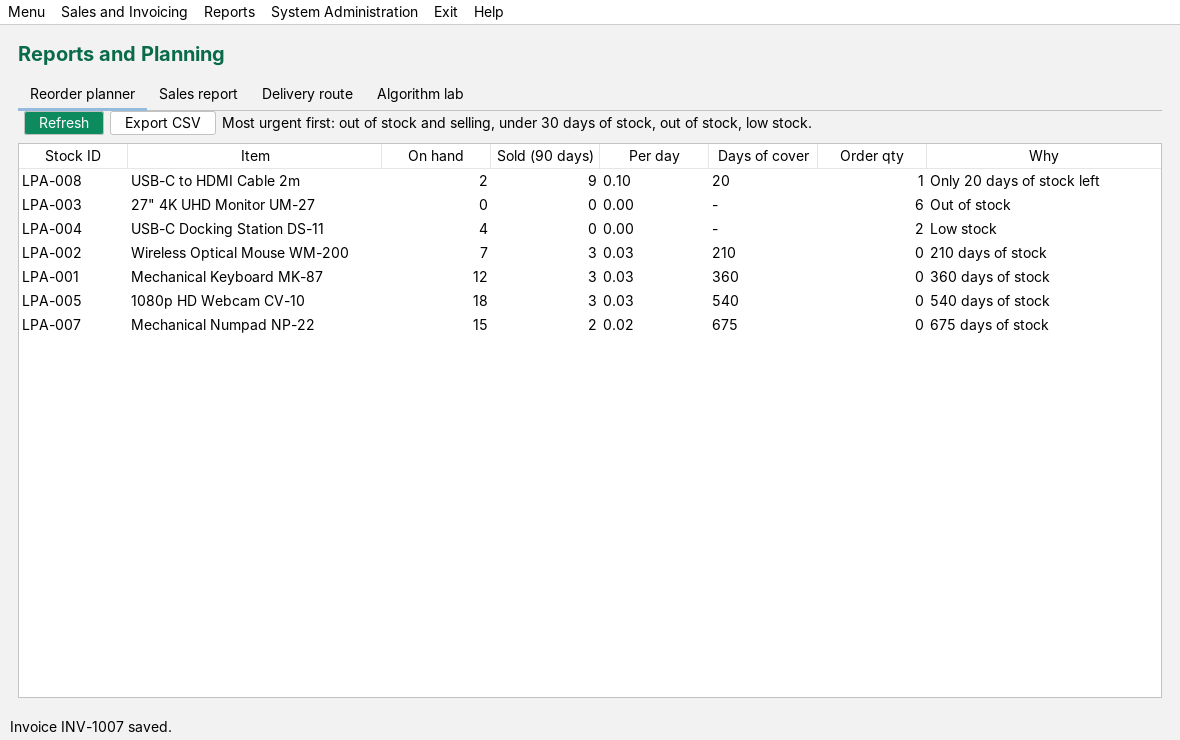 Menu Sales and Invoicing Reports System Administration Exit Help
Reports and Planning
Reorder planner Sales report Delivery route Algorithm lab
Refresh Export CSV Most urgent first: out of stock and selling, under 30 days of stock, out of stock, low stock.
Stock ID Item On hand Sold (90 days) Per day Days of cover Order qty Why
LPA-008 USB-C to HDMI Cable 2m 2 9 0.10 20 1 Only 20 days of stock left
LPA-003 27" 4K UHD Monitor UM-27 0 0 0.00 - 6 Out of stock
LPA-004 USB-C Docking Station DS-11 4 0 0.00 - 2 Low stock
LPA-002 Wireless Optical Mouse WM-200 7 3 0.03 210 0 210 days of stock
LPA-001 Mechanical Keyboard MK-87 12 3 0.03 360 0 360 days of stock
LPA-005 1080p HD Webcam CV-10 18 3 0.03 540 0 540 days of stock
LPA-007 Mechanical Numpad NP-22 15 2 0.02 675 0 675 days of stock
Invoice INV-1007 saved.